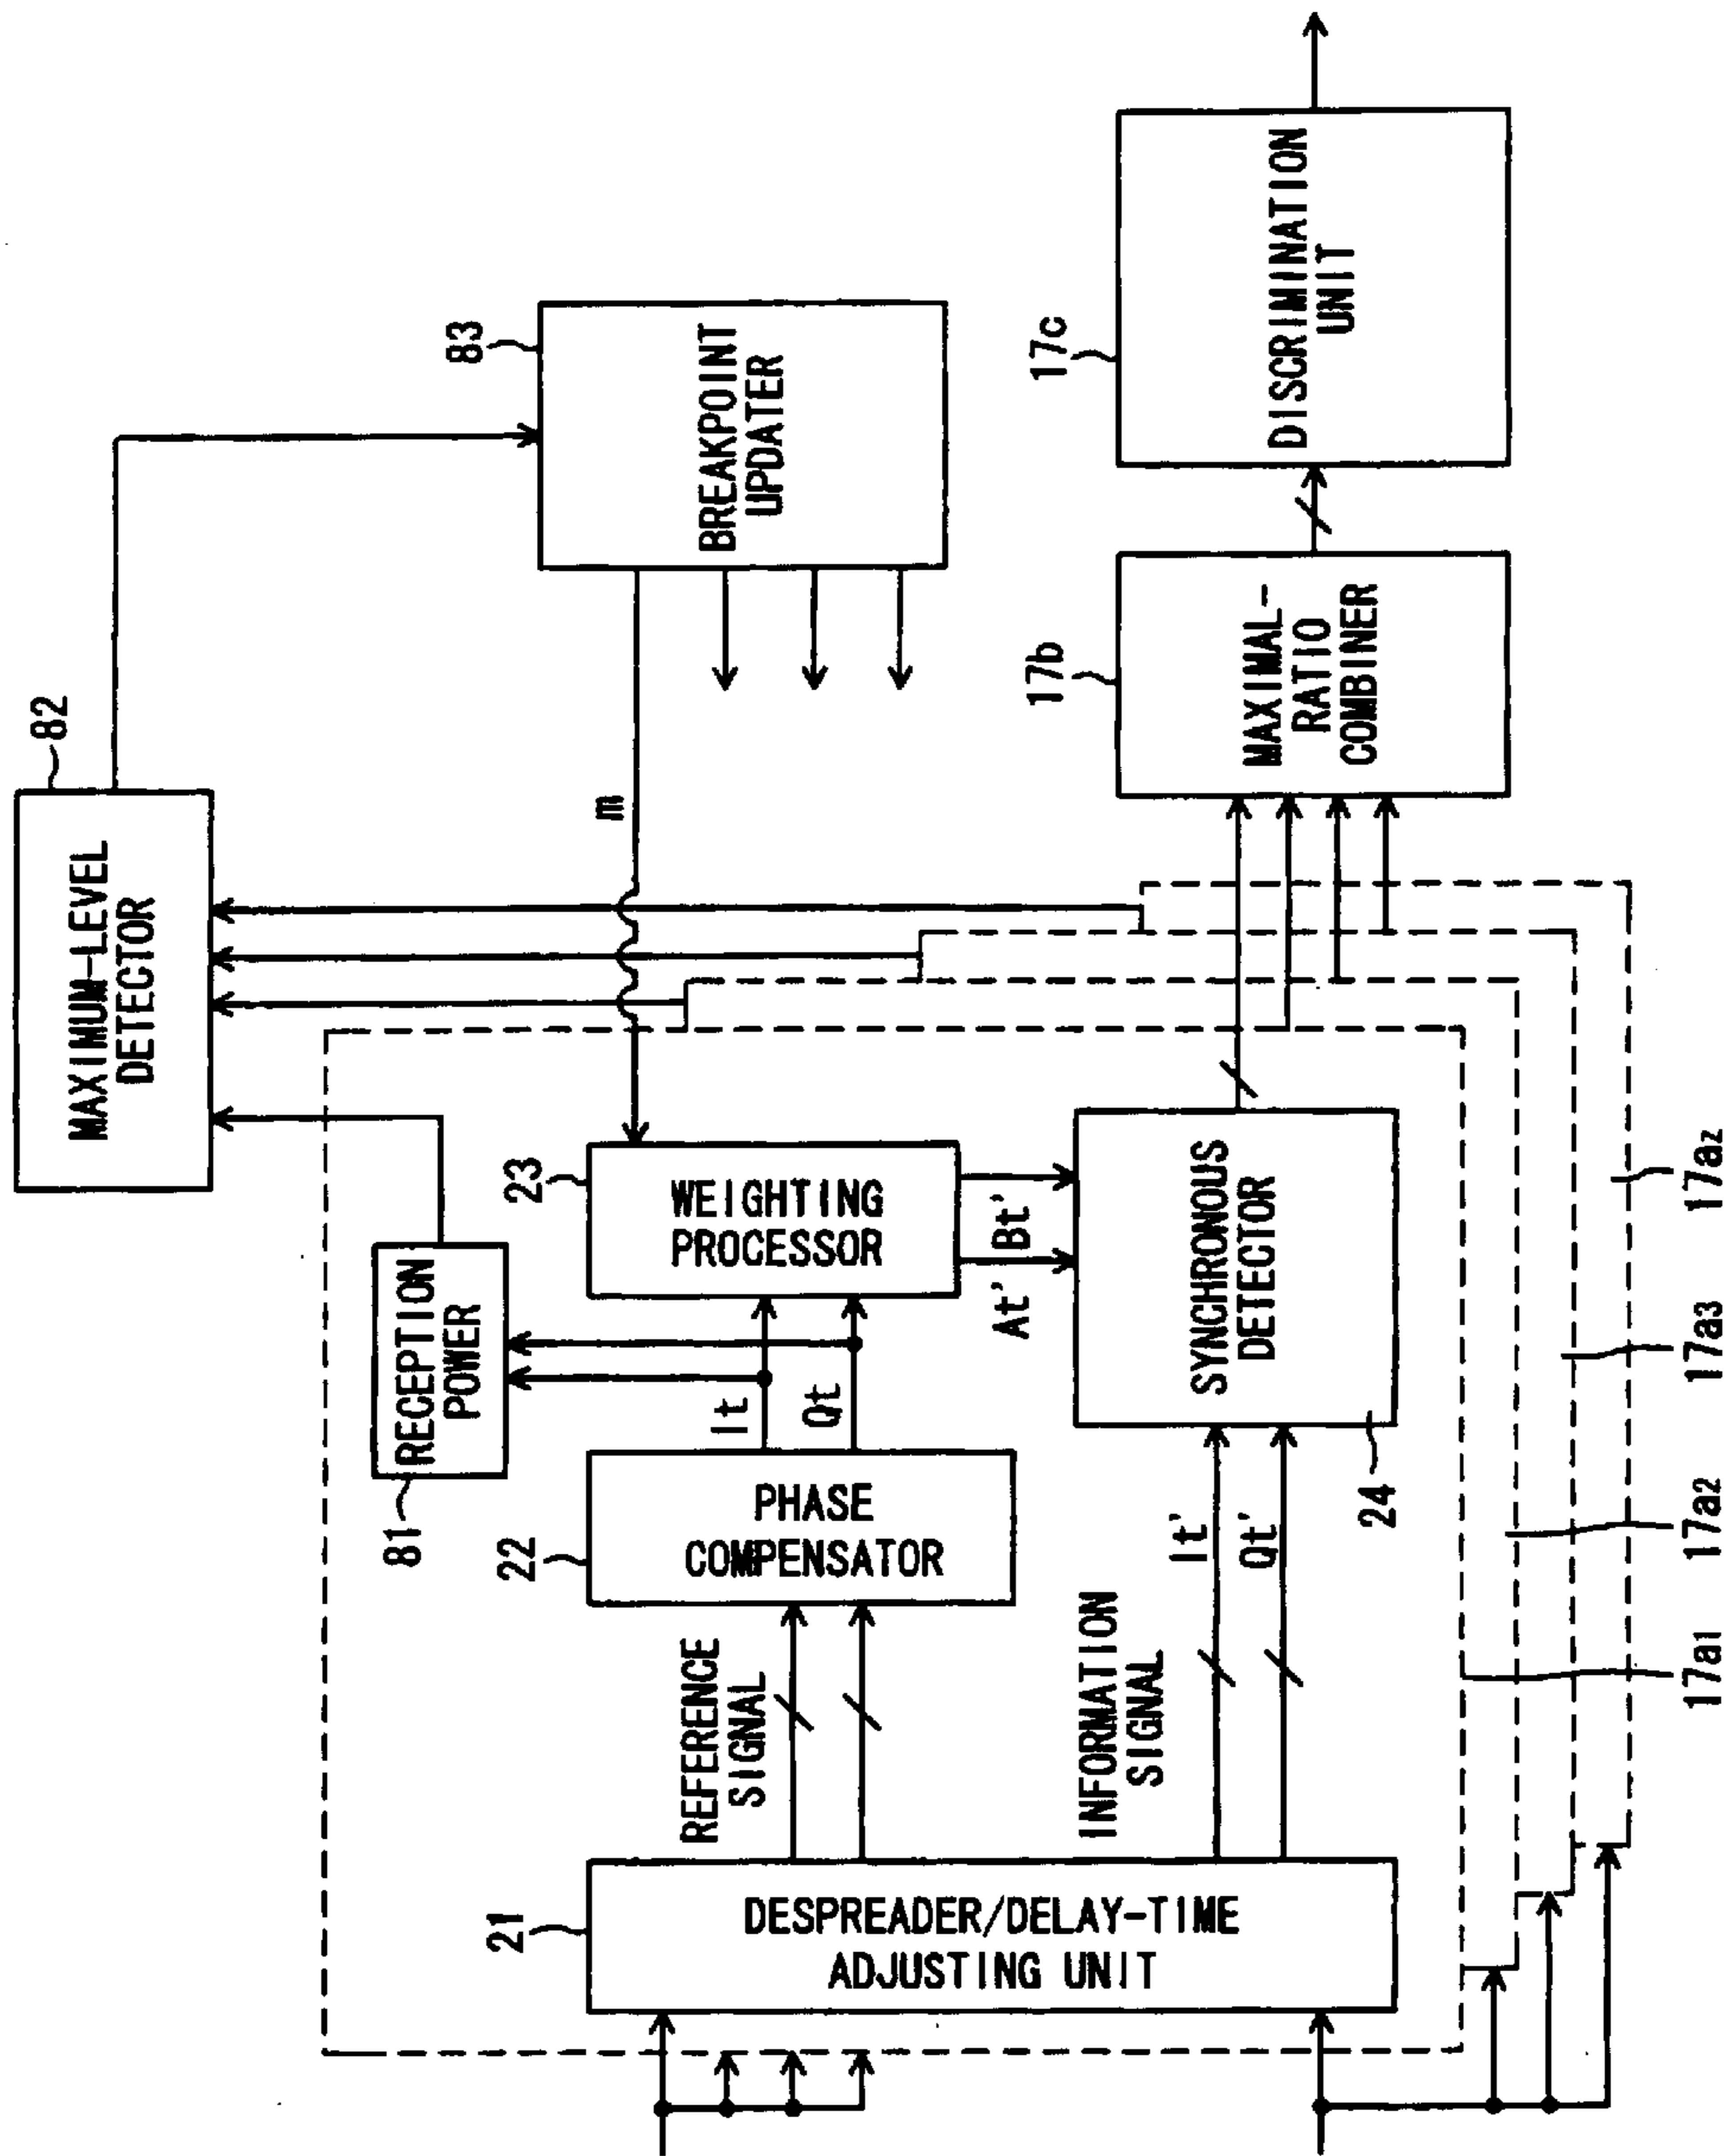 82
MAXIMUM-LEVEL
DETECTOR
83
BREAKPOINT
UPDATER
m
81
RECEPTION
POWER
21
DESPREADER/DELAY-TIME
ADJUSTING UNIT
REFERENCE
SIGNAL
22
PHASE
COMPENSATOR
It
Qt
23
WEIGHTING
PROCESSOR
At'
Bt'
INFORMATION
SIGNAL
It'
Qt'
24
SYNCHRONOUS
DETECTOR
17b
MAXIMAL-
RATIO
COMBINER
17c
DISCRIMINATION
UNIT
17a1
17a2
17a3
17az